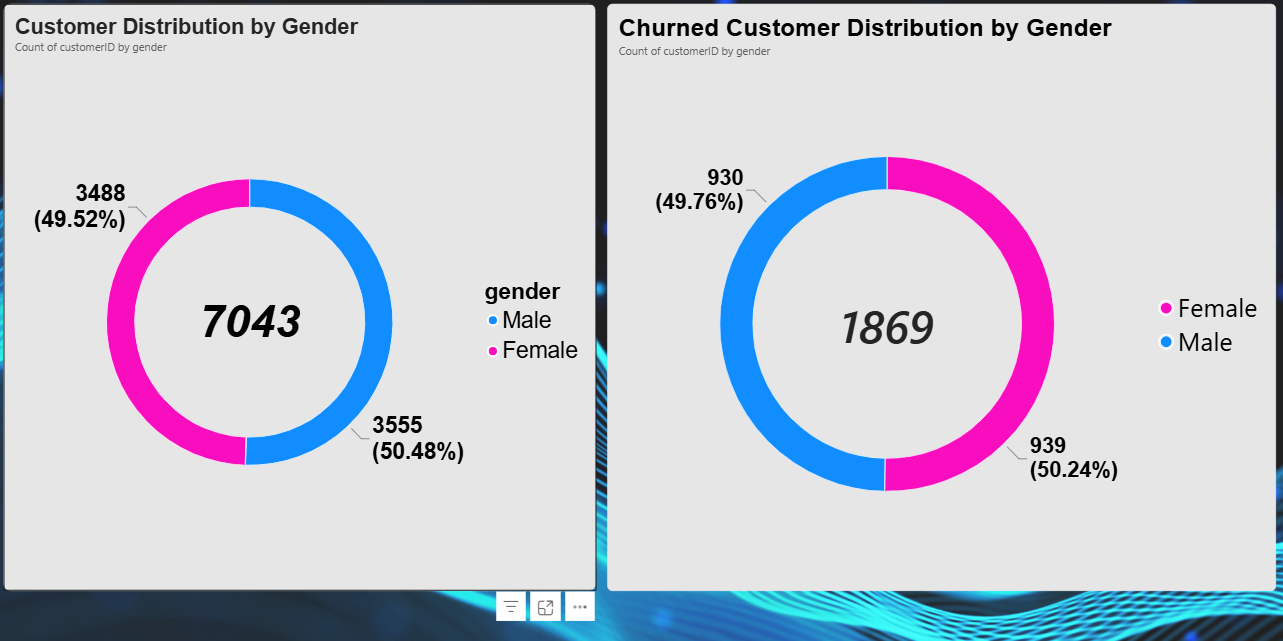 Customer Distribution by Gender
Count of customerID by gender
3488
(49.52%)
7043
3555
(50.48%)
gender
Male
Female
Churned Customer Distribution by Gender
Count of customerID by gender
930
(49.76%)
1869
939
(50.24%)
Female
Male